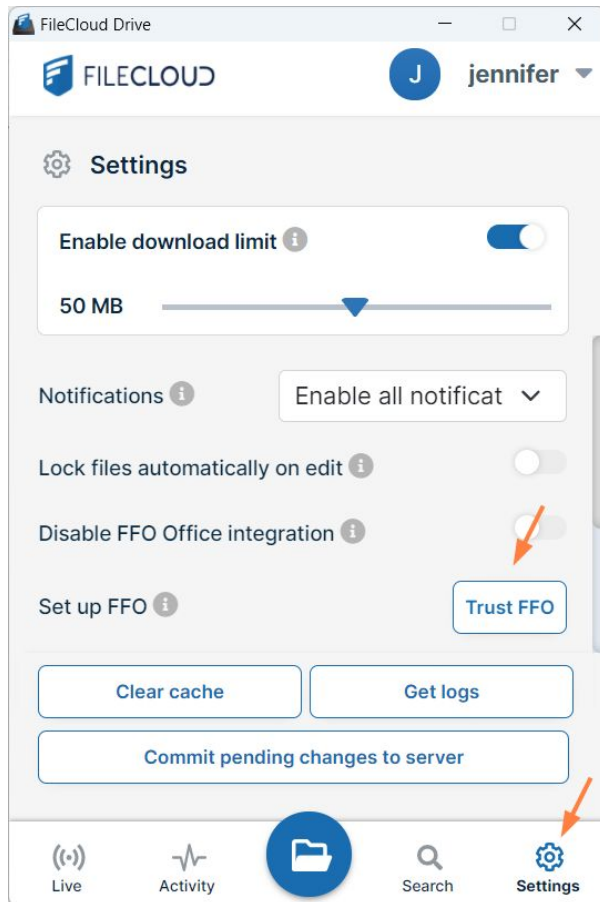 FileCloud Drive
FILECLOUD
J
jennifer
Settings
Enable download limit
50 MB
Notifications
Enable all notificat
Lock files automatically on edit
Disable FFO Office integration
Set up FFO
Trust FFO
Clear cache
Get logs
Commit pending changes to server
Live
Activity
Search
Settings